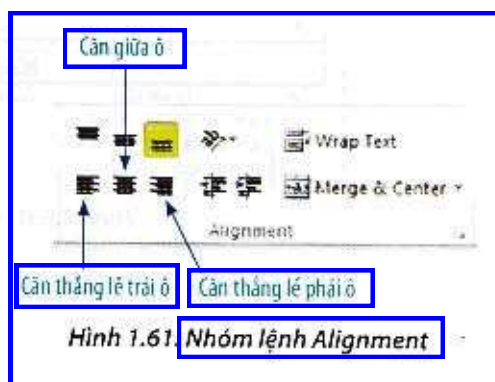 Căn giữa ô
Wrap Text
Merge & Center
Alignment
Căn thẳng lề trái ô
Căn thẳng lề phải ô
Hình 1.61. Nhóm lệnh Alignment